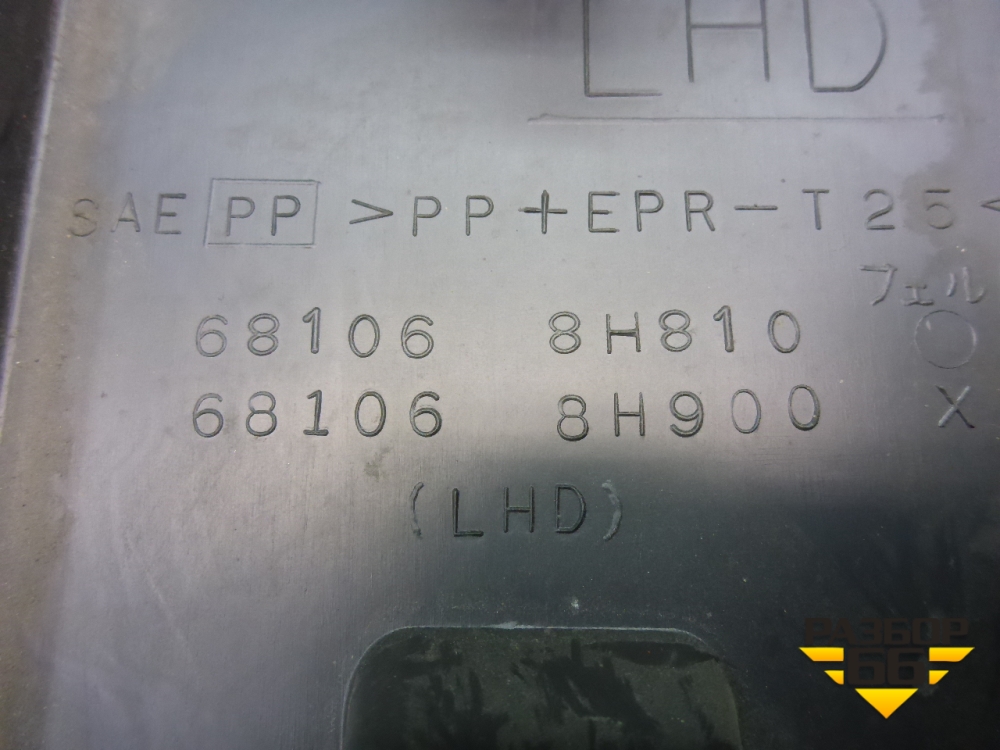 LHD
SAE PP >PP+EPR-T25<
フェル
68106 8H810 ○
68106 8H900 X
(LHD)
РАЗБОР
66